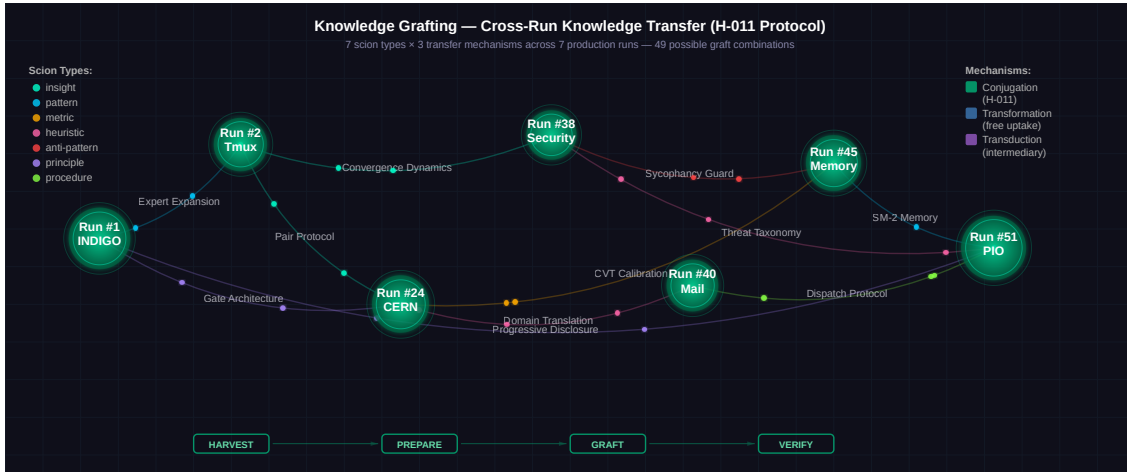 Knowledge Grafting — Cross-Run Knowledge Transfer (H-011 Protocol)
7 scion types × 3 transfer mechanisms across 7 production runs — 49 possible graft combinations
Scion Types:
insight
pattern
metric
heuristic
anti-pattern
principle
procedure
Mechanisms:
Conjugation
(H-011)
Transformation
(free uptake)
Transduction
(intermediary)
Run #2
Tmux
Run #38
Security
Run #45
Memory
Convergence Dynamics
Sycophancy Guard
Expert Expansion
Run #1
INDIGO
Pair Protocol
SM-2 Memory
Threat Taxonomy
Run #51
PIO
CVT Calibration
Run #40
Mail
Gate Architecture
Run #24
CERN
Dispatch Protocol
Domain Translation
Progressive Disclosure
HARVEST
PREPARE
GRAFT
VERIFY